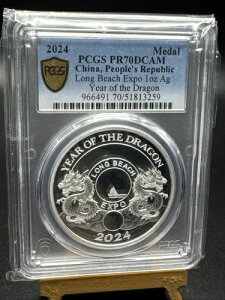 2024 Medal
PCGS PR70DCAM
China, People's Republic
Long Beach Expo 1oz Ag
Year of the Dragon
966491.70/51813259
PCGS
YEAR OF THE DRAGON
LONG BEACH
EXPO
2024